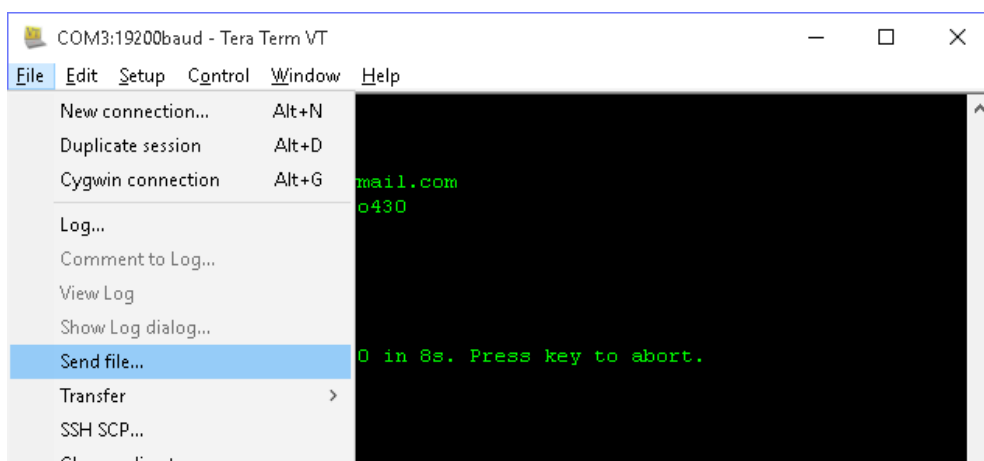 COM3:19200baud - Tera Term VT
File Edit Setup Control Window Help
New connection... Alt+N
Duplicate session Alt+D
Cygwin connection Alt+G
mail.com
o430
Log...
Comment to Log...
View Log
Show Log dialog...
Send file...
0 in 8s. Press key to abort.
Transfer >
SSH SCP...